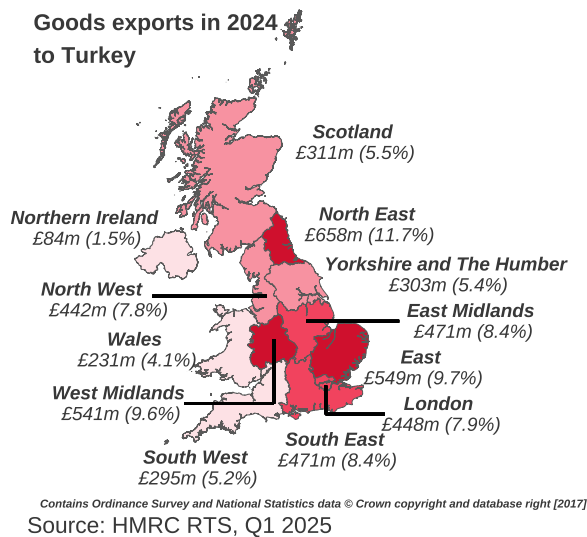 Goods exports in 2024
to Turkey
Scotland
£311m (5.5%)
Northern Ireland
£84m (1.5%)
North East
£658m (11.7%)
Yorkshire and The Humber
£303m (5.4%)
North West
£442m (7.8%)
East Midlands
£471m (8.4%)
Wales
£231m (4.1%)
East
£549m (9.7%)
West Midlands
£541m (9.6%)
London
£448m (7.9%)
South East
£471m (8.4%)
South West
£295m (5.2%)
Contains Ordinance Survey and National Statistics data © Crown copyright and database right [2017]
Source: HMRC RTS, Q1 2025